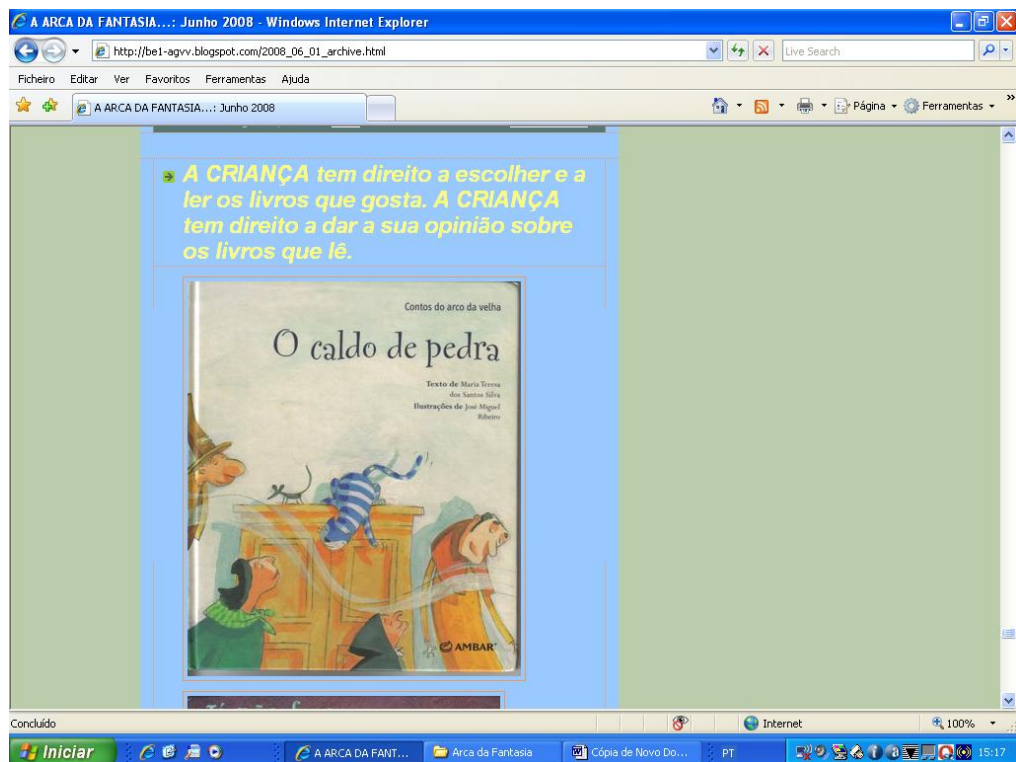 A ARCA DA FANTASIA...: Junho 2008 - Windows Internet Explorer
http://be1-agvv.blogspot.com/2008_06_01_archive.html
Live Search
Ficheiro Editar Ver Favoritos Ferramentas Ajuda
A ARCA DA FANTASIA...: Junho 2008
Página Ferramentas
A CRIANÇA tem direito a escolher e a
ler os livros que gosta. A CRIANÇA
tem direito a dar a sua opinião sobre
os livros que lê.
Contos do arco da velha
O caldo de pedra
Texto de Maria Teresa
dos Santos Silva
Ilustrações de José Miguel
Ribeiro
AMBAR
Concluído
Internet
100%
Iniciar
A ARCA DA FANT...
Arca da Fantasia
Cópia de Novo Do...
PT
15:17